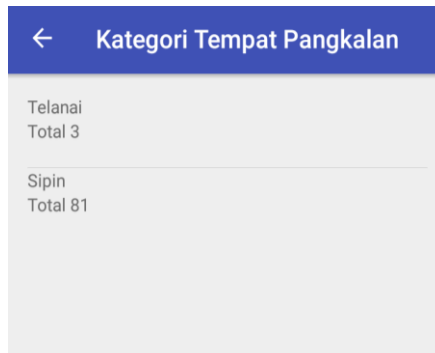 Kategori Tempat Pangkalan
Telanai
Total 3
Sipin
Total 81